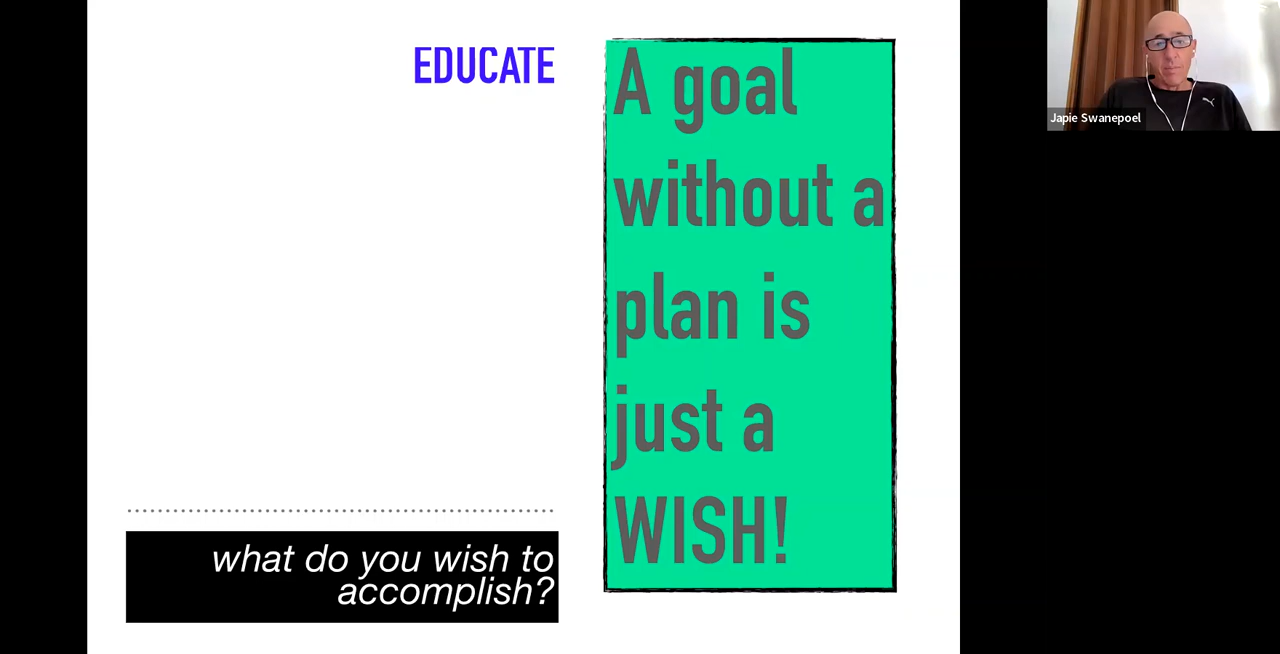 EDUCATE
what do you wish to
accomplish?
A goal
without a
plan is
just a
WISH!
Japie Swanepoel